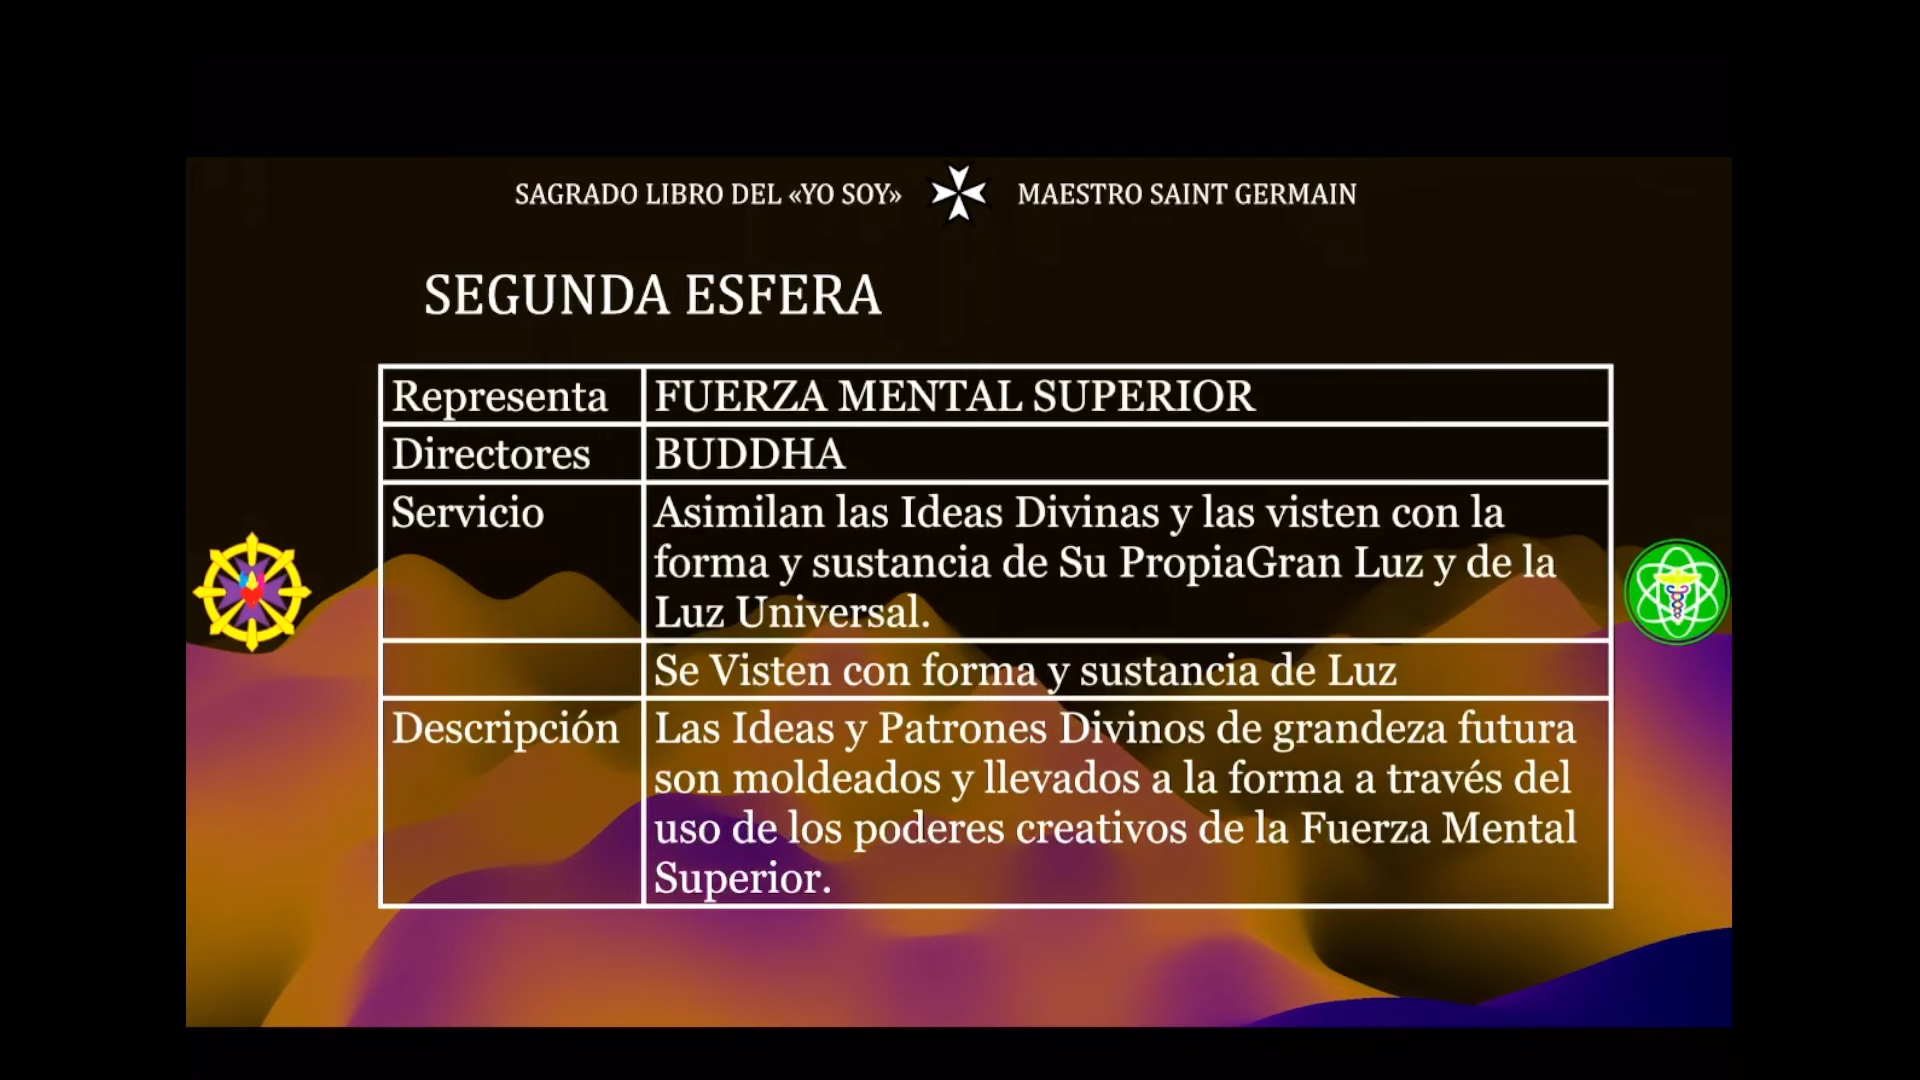 SAGRADO LIBRO DEL «YO SOY» MAESTRO SAINT GERMAIN
SEGUNDA ESFERA
Representa FUERZA MENTAL SUPERIOR
Directores BUDDHA
Servicio Asimilan las Ideas Divinas y las visten con la
forma y sustancia de Su PropiaGran Luz y de la
Luz Universal.
Se Visten con forma y sustancia de Luz
Descripción Las Ideas y Patrones Divinos de grandeza futura
son moldeados y llevados a la forma a través del
uso de los poderes creativos de la Fuerza Mental
Superior.